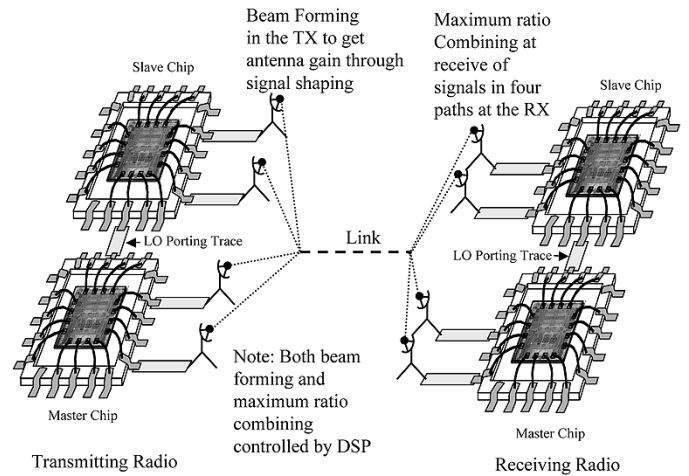 Beam Forming
in the TX to get
antenna gain through
signal shaping
Maximum ratio
Combining at
receive of
signals in four
paths at the RX
Slave Chip
Slave Chip
LO Porting Trace
Link
LO Porting Trace
Note: Both beam
forming and
maximum ratio
combining
controlled by DSP
Master Chip
Master Chip
Transmitting Radio
Receiving Radio